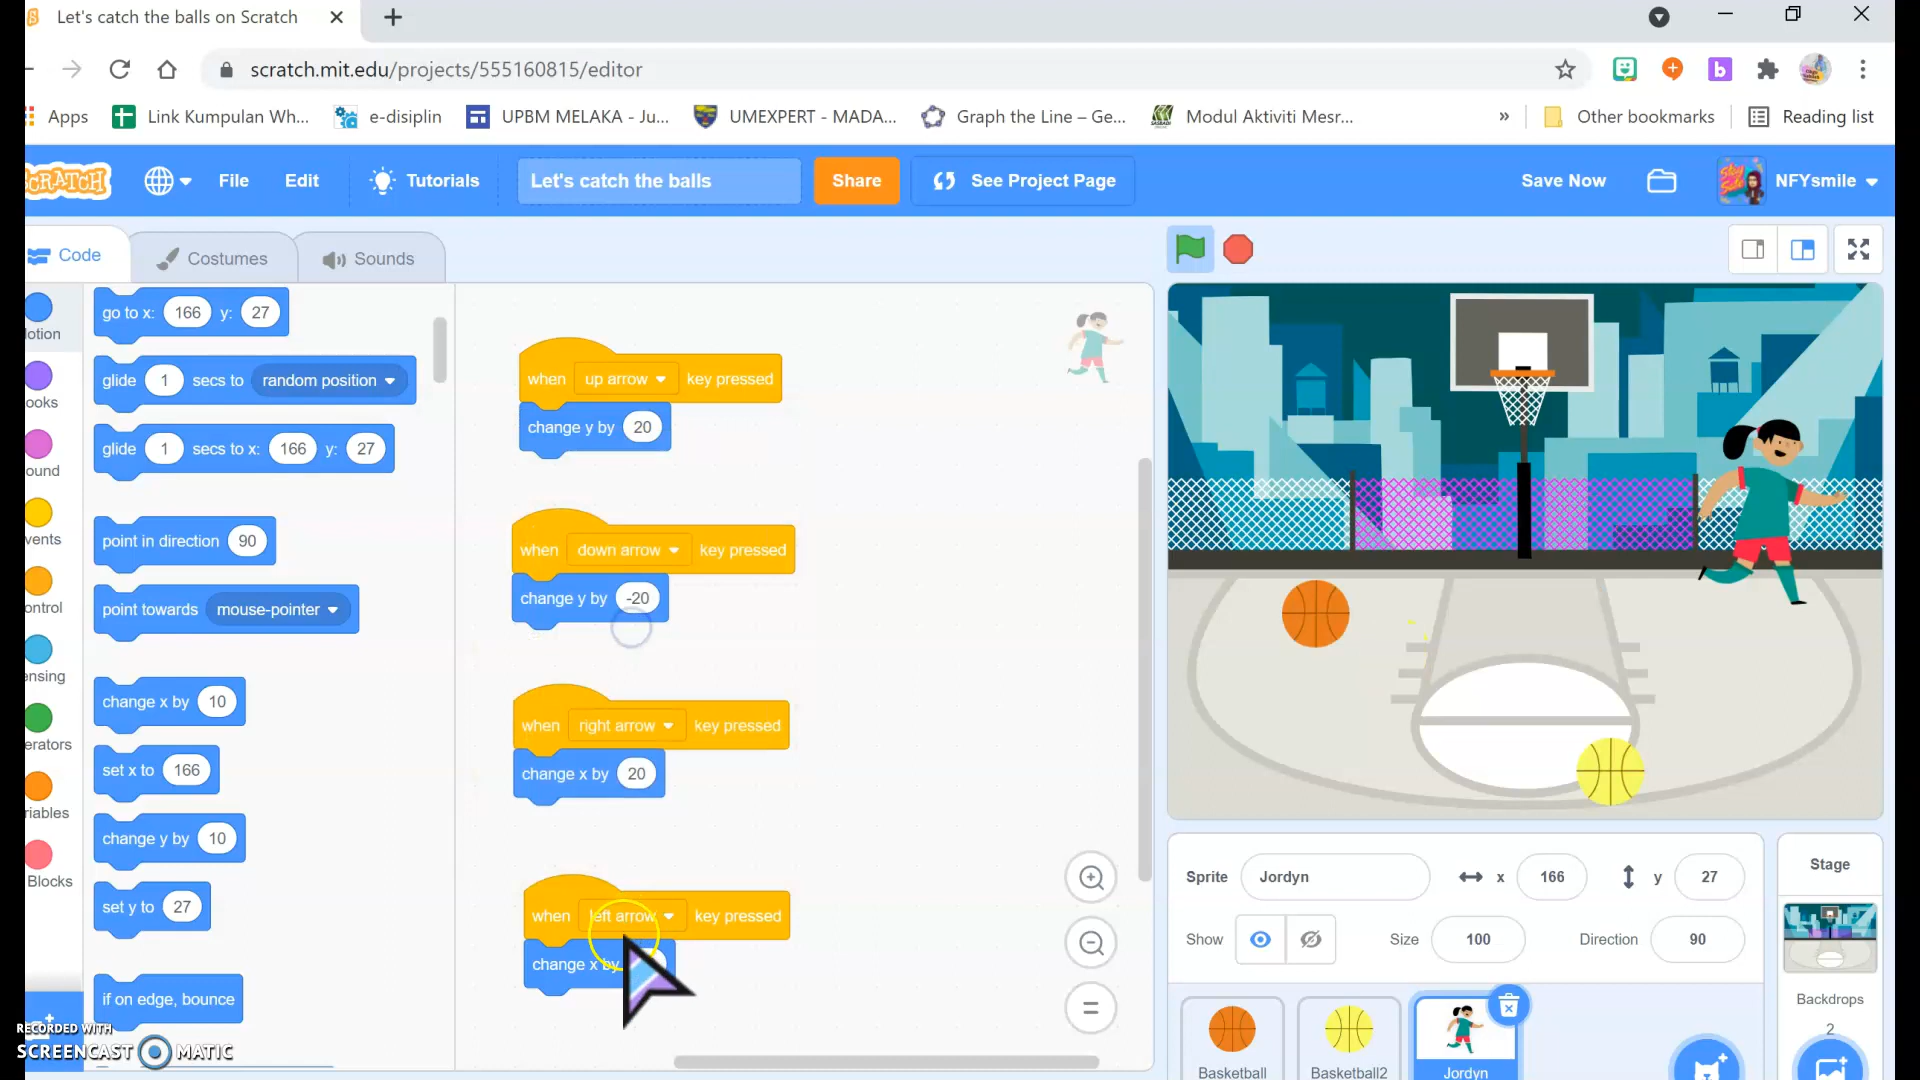 Let's catch the balls on Scratch
scratch.mit.edu/projects/555160815/editor
Apps
Link Kumpulan Wh...
e-disiplin
UPBM MELAKA - Ju...
UMEXPERT - MADA...
Graph the Line – Ge...
Modul Aktiviti Mesr...
»
Other bookmarks
Reading list
SCRATCH
File
Edit
Tutorials
Let's catch the balls
Share
See Project Page
Save Now
NFYsmile
Code
Costumes
Sounds
otion
ooks
ound
vents
ontrol
ensing
erators
riables
Blocks
go to x: 166 y: 27
glide 1 secs to random position
glide 1 secs to x: 166 y: 27
point in direction 90
point towards mouse-pointer
change x by 10
set x to 166
change y by 10
set y to 27
if on edge, bounce
when up arrow key pressed
change y by 20
when down arrow key pressed
change y by -20
when right arrow key pressed
change x by 20
when left arrow key pressed
change x by
Sprite Jordyn x 166 y 27
Show Size 100 Direction 90
Basketball
Basketball2
Jordyn
Stage
Backdrops
2
RECORDED WITH
SCREENCAST MATIC